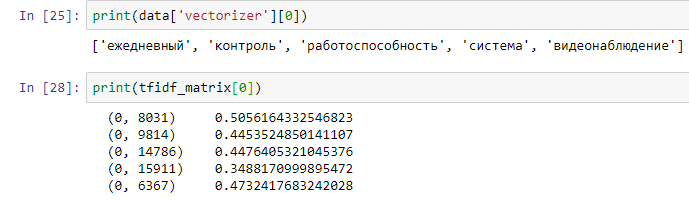 In [25]: print(data['vectorizer'][0])
['ежедневный', 'контроль', 'работоспособность', 'система', 'видеонаблюдение']
In [28]: print(tfidf_matrix[0])
(0, 8031) 0.5056164332546823
(0, 9814) 0.4453524850141107
(0, 14786) 0.4476405321045376
(0, 15911) 0.3488170999895472
(0, 6367) 0.4732417683242028